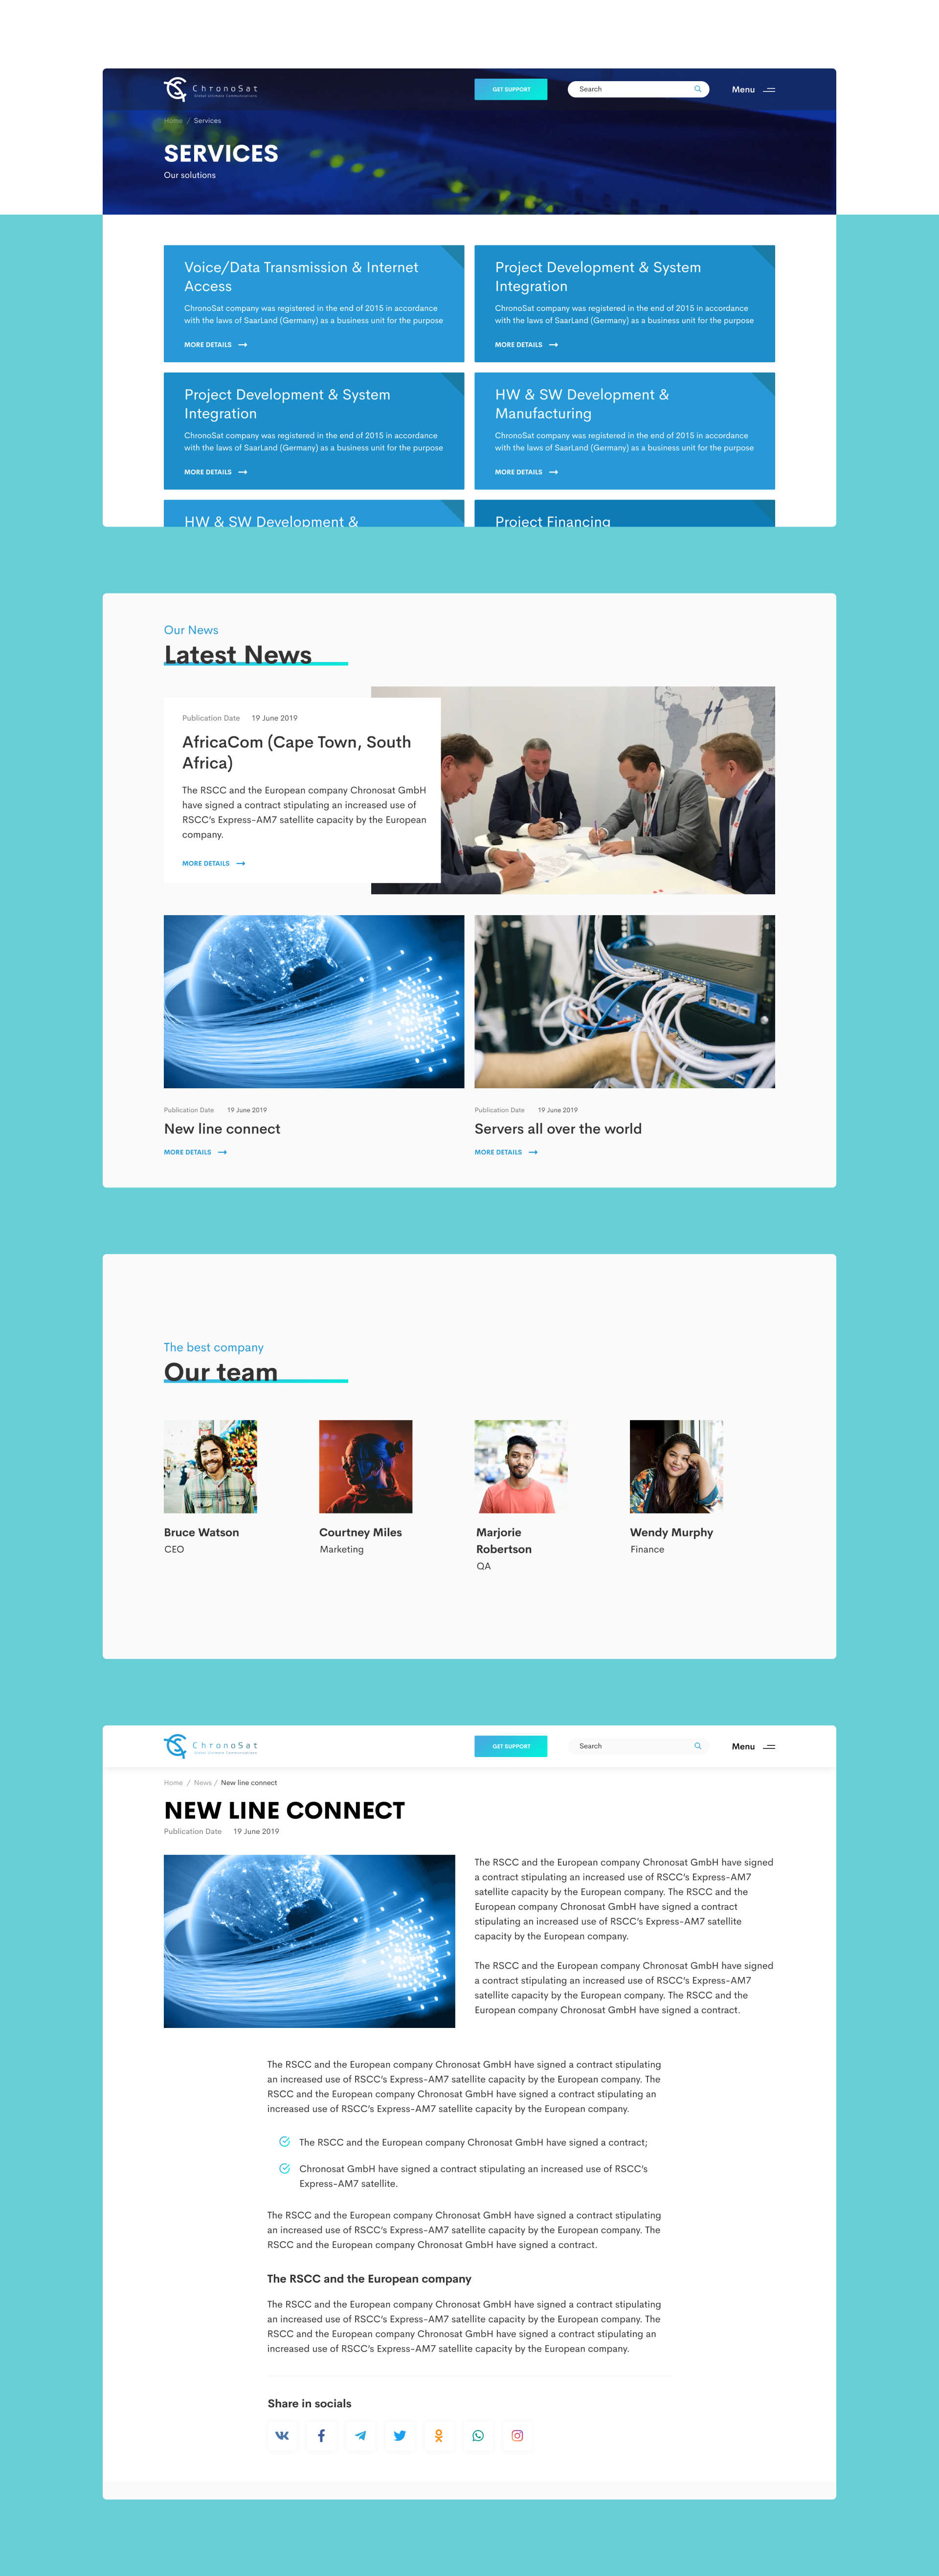 ChronoSat
Global Ultimate Communications
GET SUPPORT
Search
Menu
Home / Services
SERVICES
Our solutions
Voice/Data Transmission & Internet
Access
ChronoSat company was registered in the end of 2015 in accordance
with the laws of SaarLand (Germany) as a business unit for the purpose
MORE DETAILS
Project Development & System
Integration
ChronoSat company was registered in the end of 2015 in accordance
with the laws of SaarLand (Germany) as a business unit for the purpose
MORE DETAILS
Project Development & System
Integration
ChronoSat company was registered in the end of 2015 in accordance
with the laws of SaarLand (Germany) as a business unit for the purpose
MORE DETAILS
HW & SW Development &
Manufacturing
ChronoSat company was registered in the end of 2015 in accordance
with the laws of SaarLand (Germany) as a business unit for the purpose
MORE DETAILS
HW & SW Development &
Project Financing
Our News
Latest News
Publication Date 19 June 2019
AfricaCom (Cape Town, South
Africa)
The RSCC and the European company Chronosat GmbH
have signed a contract stipulating an increased use of
RSCC's Express-AM7 satellite capacity by the European
company.
MORE DETAILS
Publication Date 19 June 2019
New line connect
MORE DETAILS
Publication Date 19 June 2019
Servers all over the world
MORE DETAILS
The best company
Our team
Bruce Watson
CEO
Courtney Miles
Marketing
Marjorie
Robertson
QA
Wendy Murphy
Finance
ChronoSat
Global Ultimate Communications
GET SUPPORT
Search
Menu
Home / News / New line connect
NEW LINE CONNECT
Publication Date 19 June 2019
The RSCC and the European company Chronosat GmbH have signed
a contract stipulating an increased use of RSCC's Express-AM7
satellite capacity by the European company. The RSCC and the
European company Chronosat GmbH have signed a contract
stipulating an increased use of RSCC's Express-AM7 satellite
capacity by the European company.
The RSCC and the European company Chronosat GmbH have signed
a contract stipulating an increased use of RSCC's Express-AM7
satellite capacity by the European company. The RSCC and the
European company Chronosat GmbH have signed a contract.
The RSCC and the European company Chronosat GmbH have signed a contract stipulating
an increased use of RSCC's Express-AM7 satellite capacity by the European company. The
RSCC and the European company Chronosat GmbH have signed a contract stipulating an
increased use of RSCC's Express-AM7 satellite capacity by the European company.
The RSCC and the European company Chronosat GmbH have signed a contract;
Chronosat GmbH have signed a contract stipulating an increased use of RSCC's
Express-AM7 satellite.
The RSCC and the European company Chronosat GmbH have signed a contract stipulating
an increased use of RSCC's Express-AM7 satellite capacity by the European company. The
RSCC and the European company Chronosat GmbH have signed a contract.
The RSCC and the European company
The RSCC and the European company Chronosat GmbH have signed a contract stipulating
an increased use of RSCC's Express-AM7 satellite capacity by the European company. The
RSCC and the European company Chronosat GmbH have signed a contract stipulating an
increased use of RSCC's Express-AM7 satellite capacity by the European company.
Share in socials